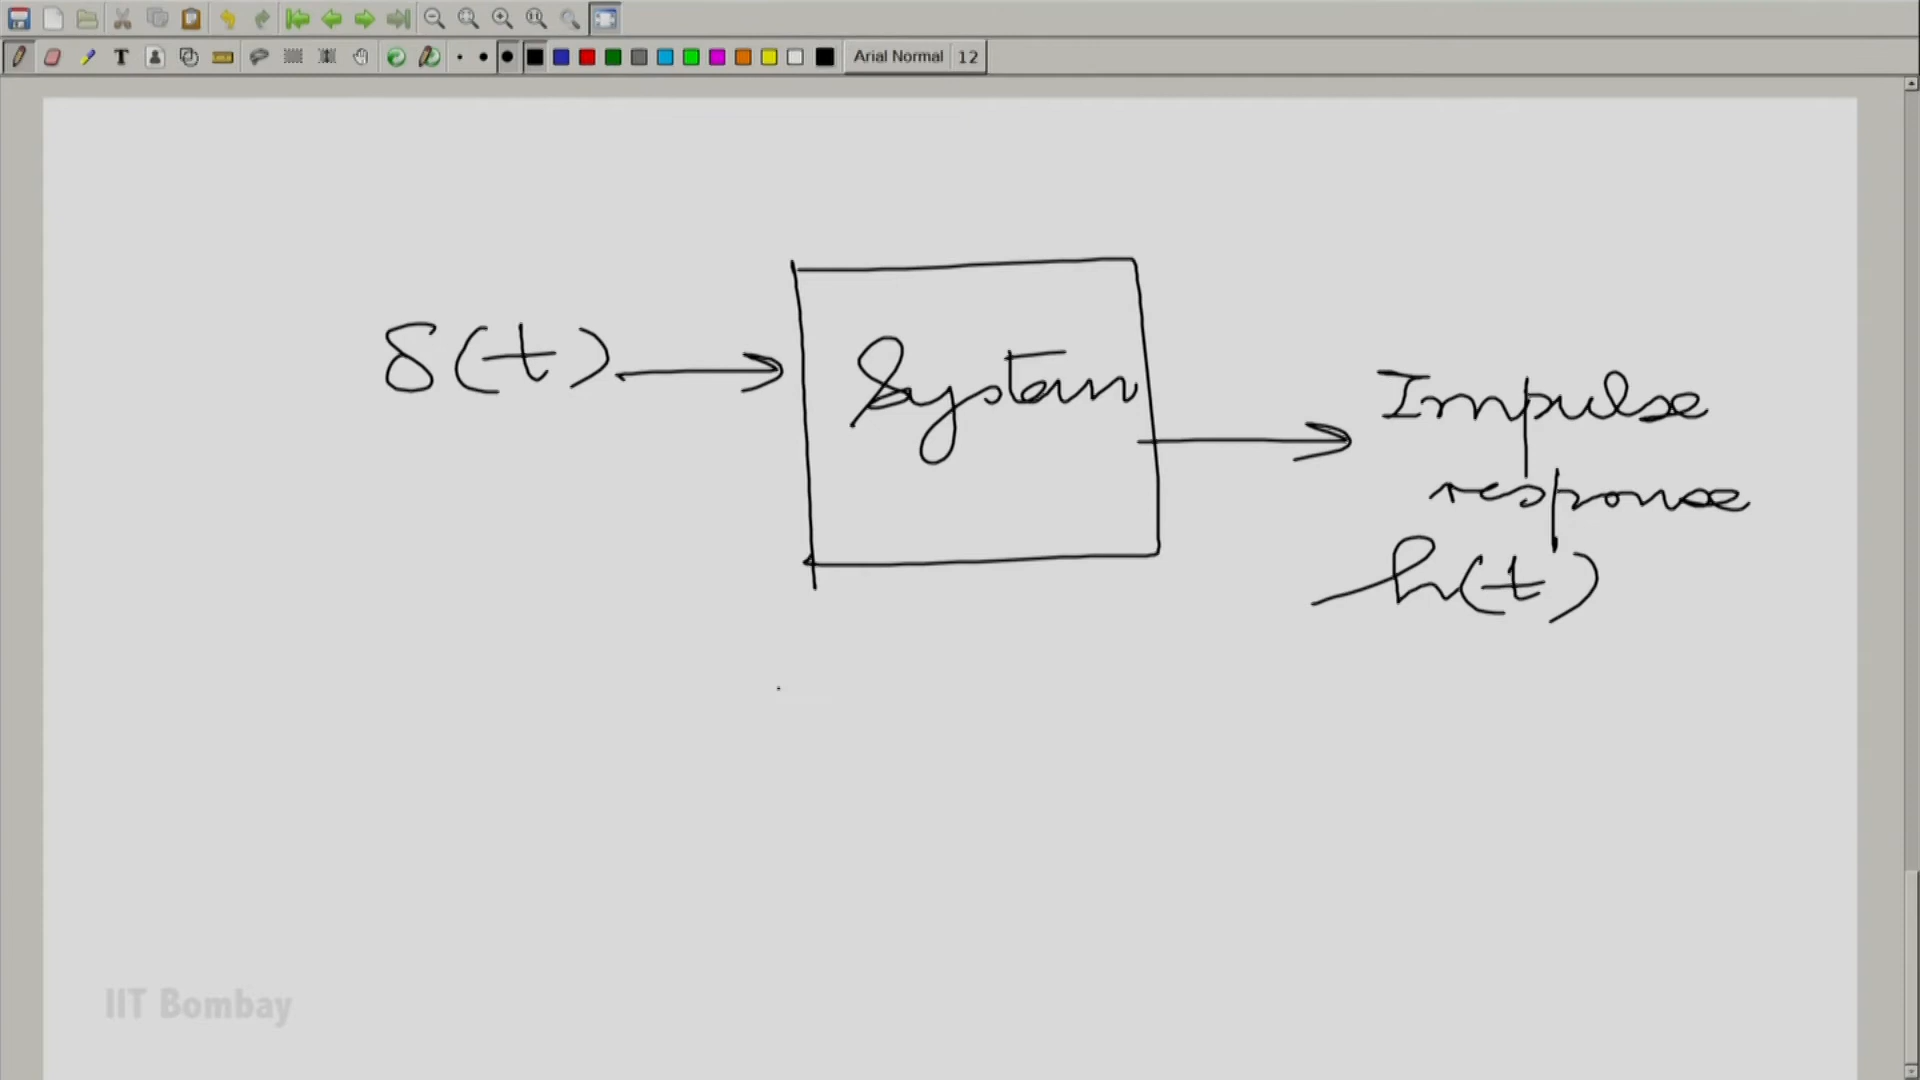 Arial Normal 12
δ(t)
System
Impulse
response
h(t)
IIT Bombay